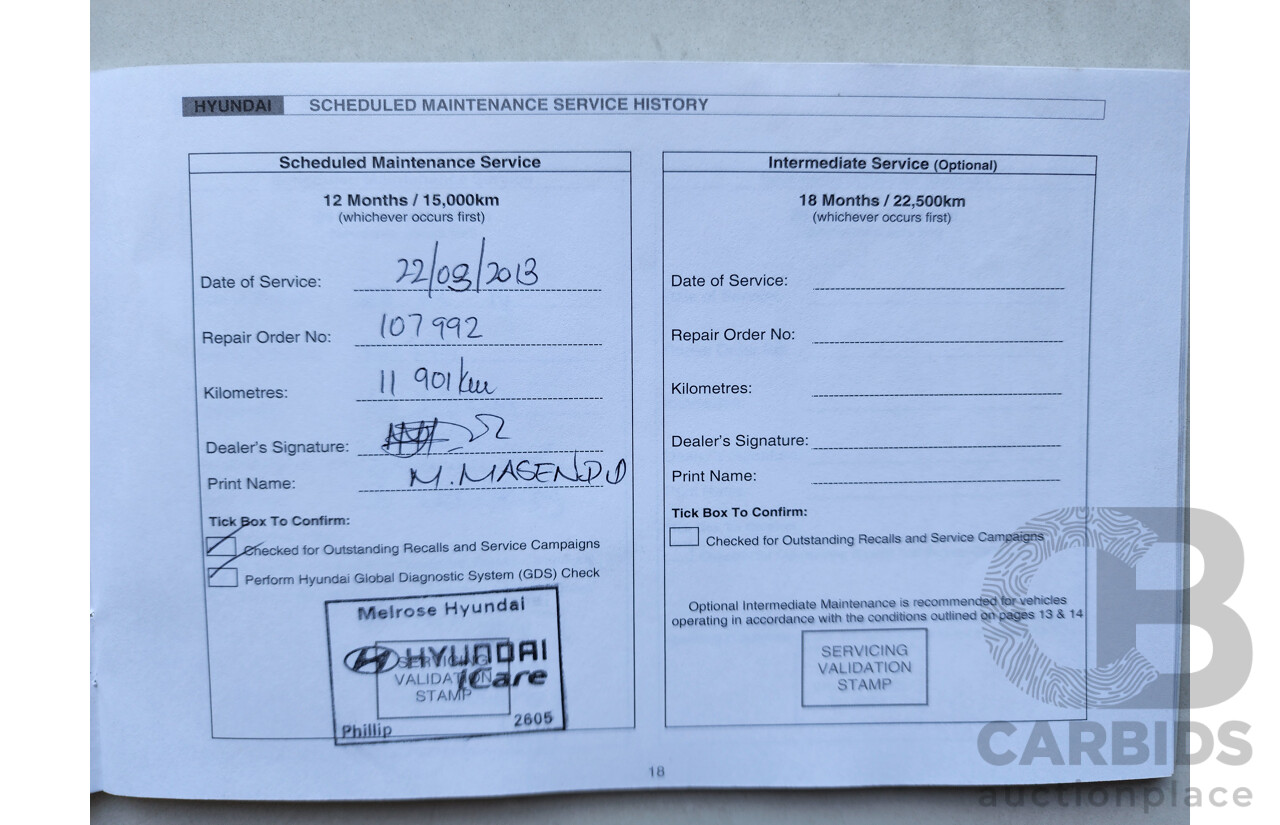 HYUNDAI SCHEDULED MAINTENANCE SERVICE HISTORY
Scheduled Maintenance Service
12 Months / 15,000km
(whichever occurs first)
Date of Service: 22/08/2013
Repair Order No: 107992
Kilometres: 11 901km
Dealer's Signature:
Print Name: M. MASENDU
Tick Box To Confirm:
Checked for Outstanding Recalls and Service Campaigns
Perform Hyundai Global Diagnostic System (GDS) Check
Melrose Hyundai
HYUNDAI
iCare
Phillip 2605
SERVICING
VALIDATION
STAMP
Intermediate Service (Optional)
18 Months / 22,500km
(whichever occurs first)
Date of Service:
Repair Order No:
Kilometres:
Dealer's Signature:
Print Name:
Tick Box To Confirm:
Checked for Outstanding Recalls and Service Campaigns
Optional Intermediate Maintenance is recommended for vehicles
operating in accordance with the conditions outlined on pages 13 & 14
SERVICING
VALIDATION
STAMP
18
CB
CARBIDS
auctionplace